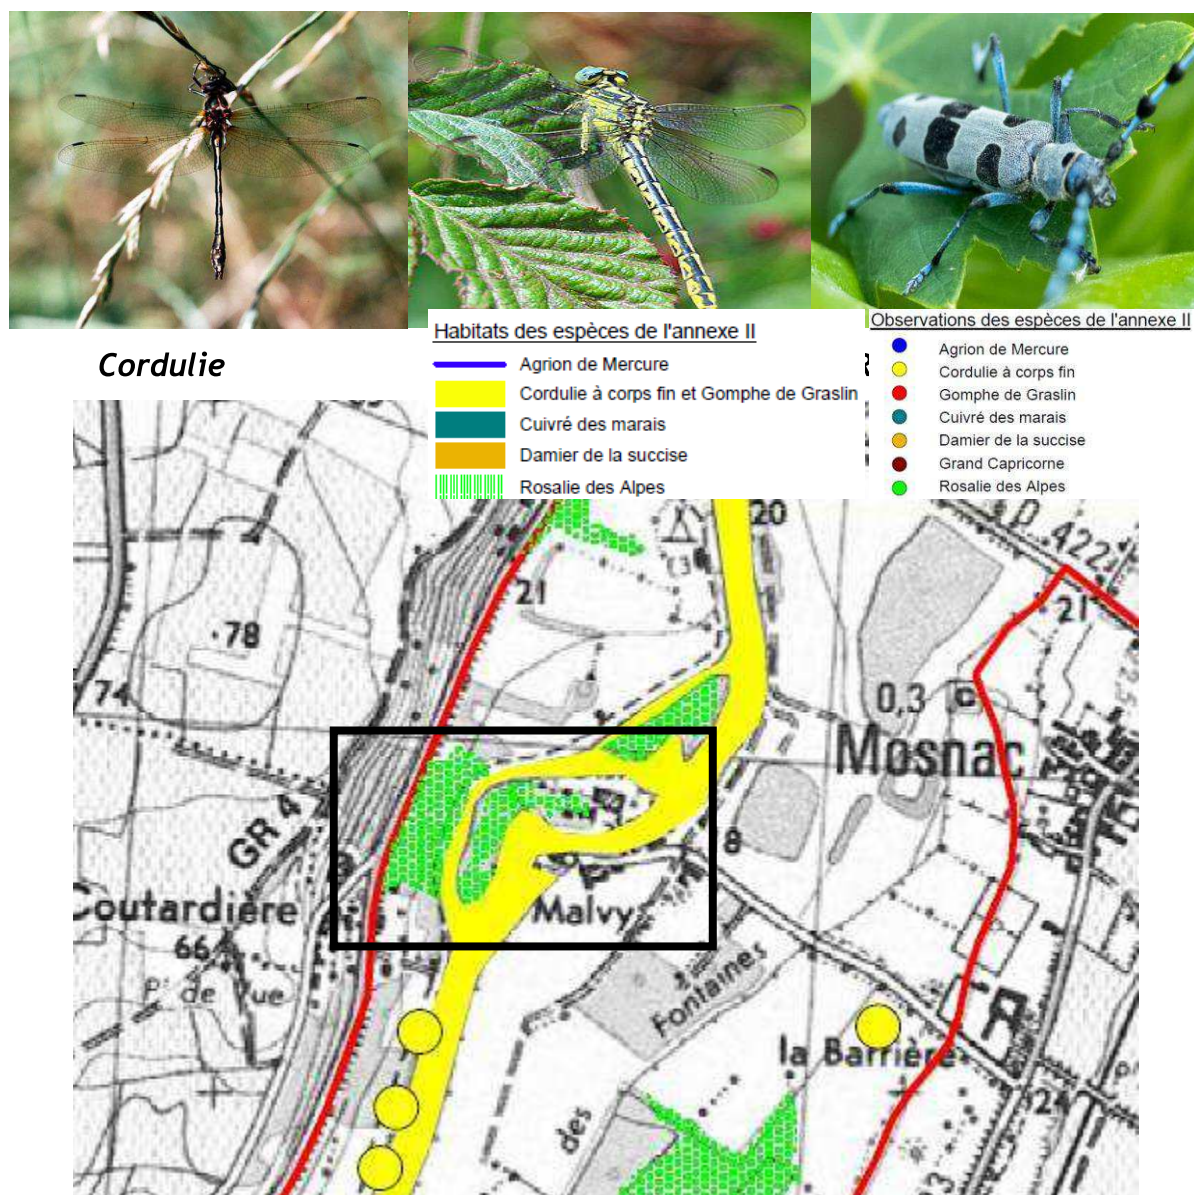 Cordulie
Habitats des espèces de l'annexe II
Agrion de Mercure
Cordulie à corps fin et Gomphe de Graslin
Cuivré des marais
Damier de la succise
Rosalie des Alpes
Observations des espèces de l'annexe II
Agrion de Mercure
Cordulie à corps fin
Gomphe de Graslin
Cuivré des marais
Damier de la succise
Grand Capricorne
Rosalie des Alpes
20
D. 422
21
21
78
74
0,3
Mosnac
GR 4
8
Coutardière
Malvy
66
Pt de Vue
Fontaines
la Barrière
des
24